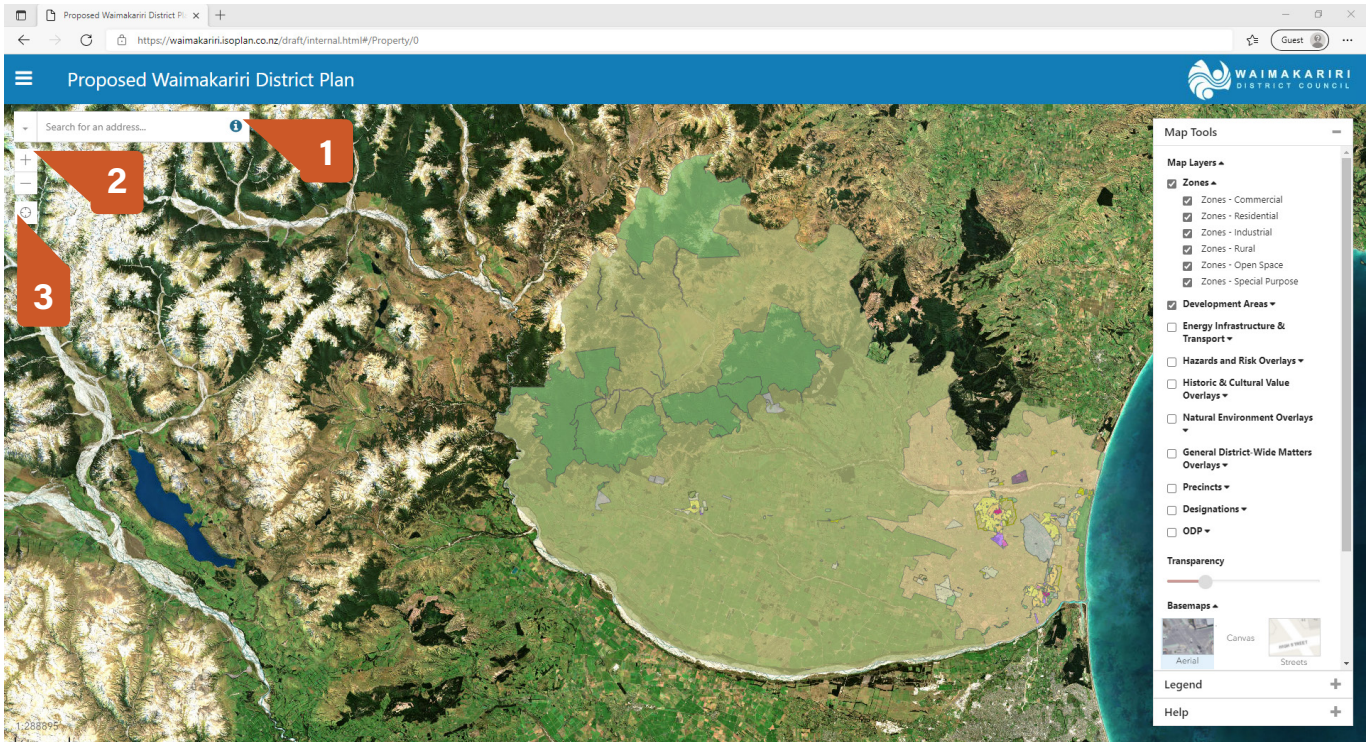 Proposed Waimakariri District Pl
https://waimakariri.isoplan.co.nz/draft/internal.html#/Property/0
Guest
Proposed Waimakariri District Plan
WAIMAKARIRI
DISTRICT COUNCIL
Search for an address...
1
2
3
Map Tools
Map Layers
Zones
Zones - Commercial
Zones - Residential
Zones - Industrial
Zones - Rural
Zones - Open Space
Zones - Special Purpose
Development Areas
Energy Infrastructure &
Transport
Hazards and Risk Overlays
Historic & Cultural Value
Overlays
Natural Environment Overlays
General District-Wide Matters
Overlays
Precincts
Designations
ODP
Transparency
Basemaps
Aerial
Canvas
Streets
Legend
Help
1:288895